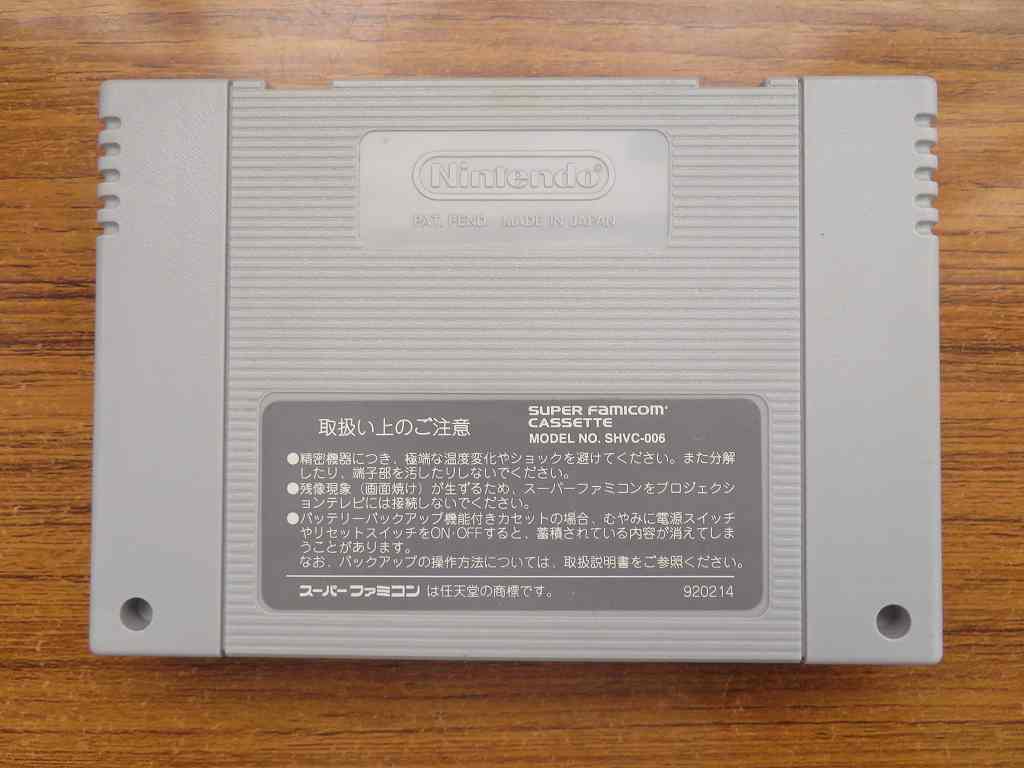 Nintendo®
PAT. PEND. MADE IN JAPAN
取扱い上のご注意
SUPER FAMICOM
CASSETTE
MODEL NO. SHVC-006
●精密機器につき、極端な温度変化やショックを避けてください。また分解
したり、端子部を汚したりしないでください。
●残像現象（画面焼け）が生ずるため、スーパーファミコンをプロジェクシ
ョンテレビには接続しないでください。
●バッテリーバックアップ機能付きカセットの場合、むやみに電源スイッチ
やリセットスイッチをON·OFFすると、蓄積されている内容が消えてしま
うことがあります。
なお、バックアップの操作方法については、取扱説明書をご参照ください。
スーパーファミコンは任天堂の商標です。 920214